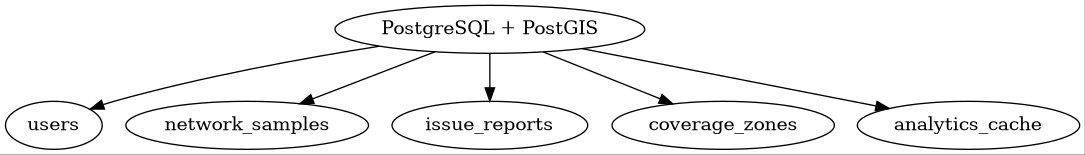 PostgreSQL + PostGIS
users
network_samples
issue_reports
coverage_zones
analytics_cache